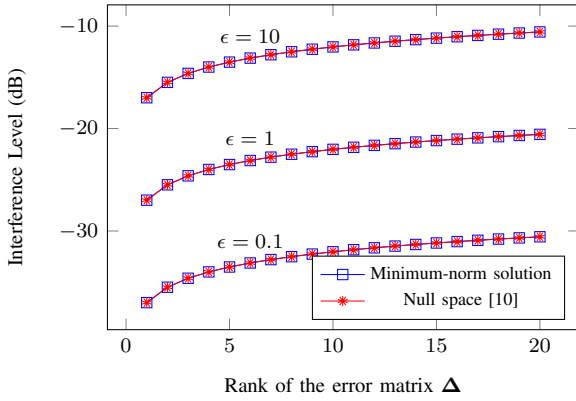 −10
−20
−30
Interference Level (dB)
ϵ = 10
ϵ = 1
ϵ = 0.1
Minimum-norm solution
Null space [10]
0
5
10
15
20
Rank of the error matrix Δ